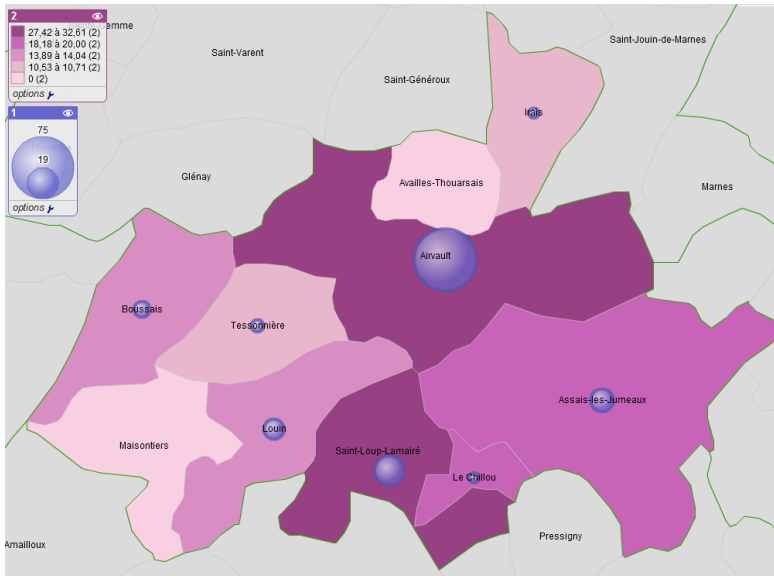 2
27,42 à 32,61 (2)
18,18 à 20,00 (2)
13,89 à 14,04 (2)
10,53 à 10,71 (2)
0 (2)
options
1
75
19
options
Saint-Varent
Saint-Jouin-de-Marnes
Saint-Généroux
Irais
Glénay
Availles-Thouarsais
Marnes
Airvault
Boussais
Tessonnière
Assais-les-Jumeaux
Louin
Maisontiers
Saint-Loup-Lamairé
Le Chillou
Pressigny
Amailloux